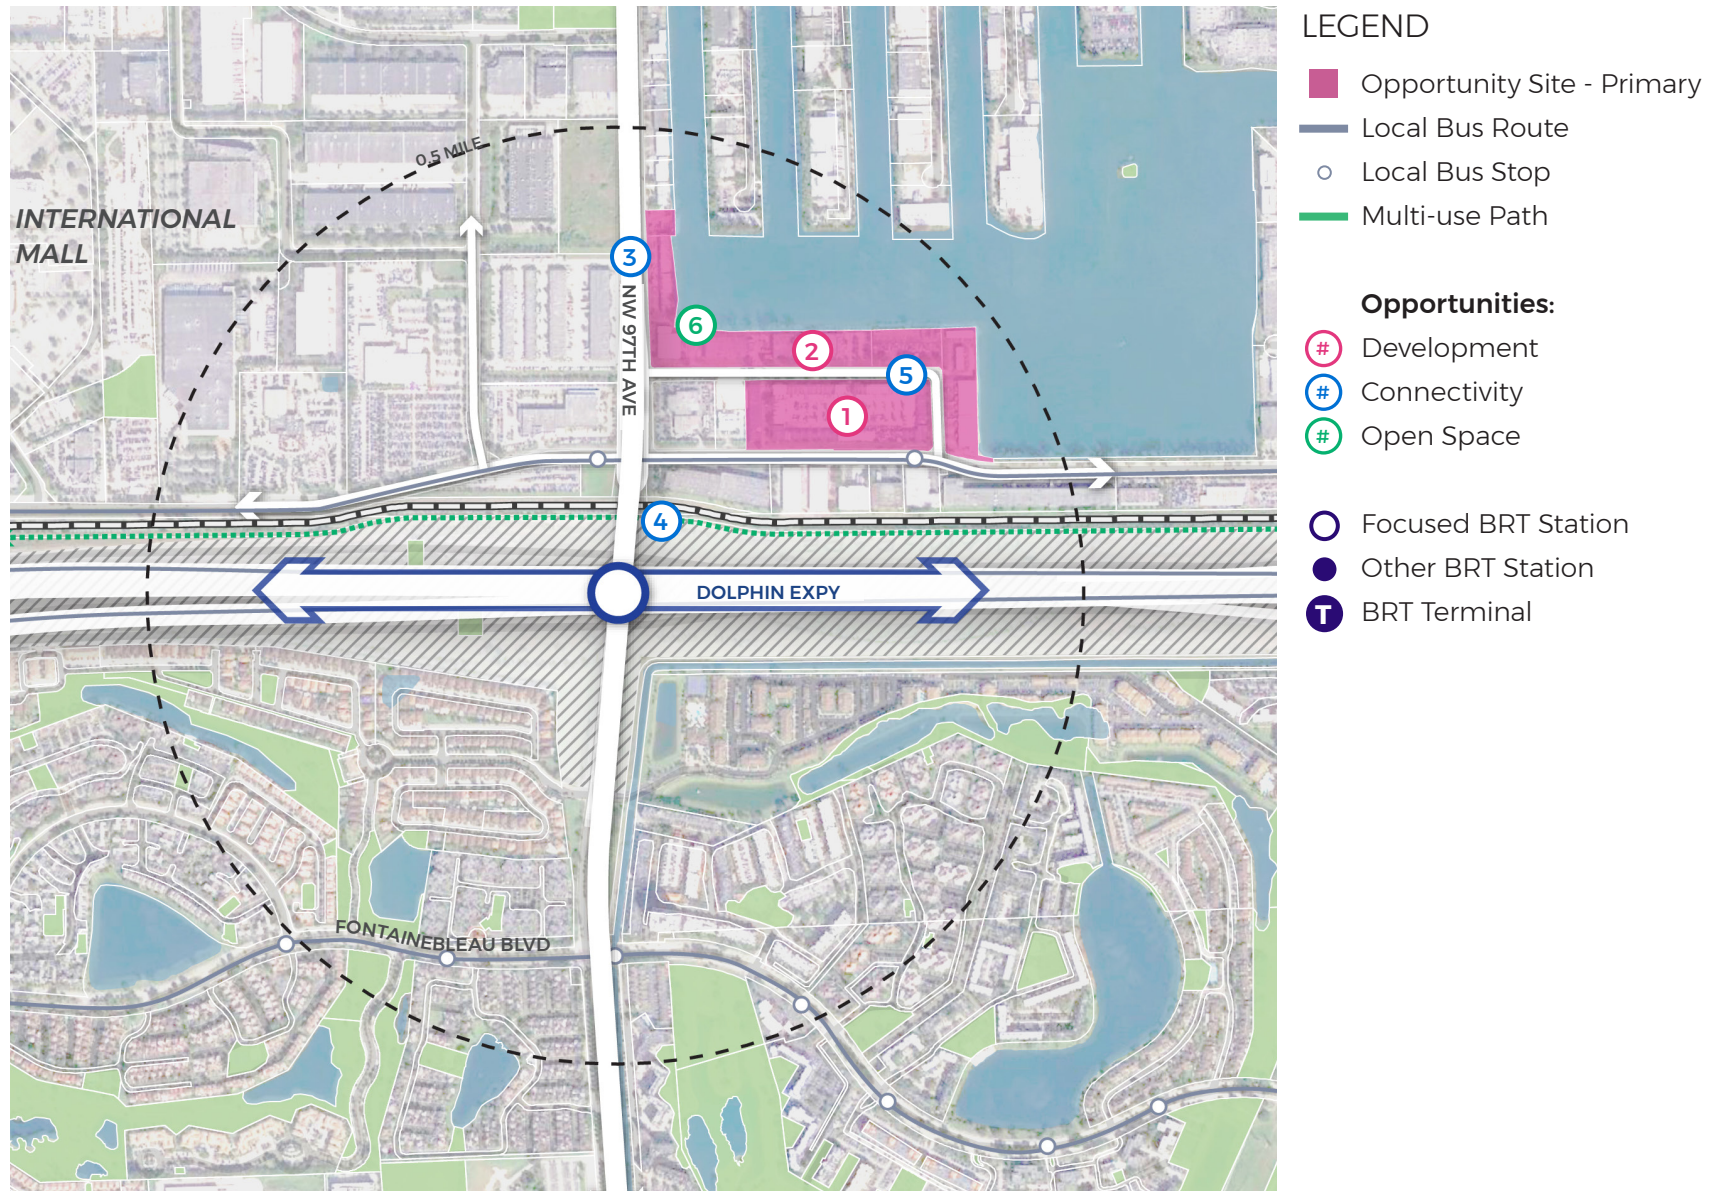 LEGEND
Opportunity Site - Primary
Local Bus Route
Local Bus Stop
Multi-use Path
Opportunities:
# Development
# Connectivity
# Open Space
Focused BRT Station
Other BRT Station
T BRT Terminal
0.5 MILE
INTERNATIONAL
MALL
3
NW 97TH AVE
6
2
5
1
4
DOLPHIN EXPY
FONTAINEBLEAU BLVD